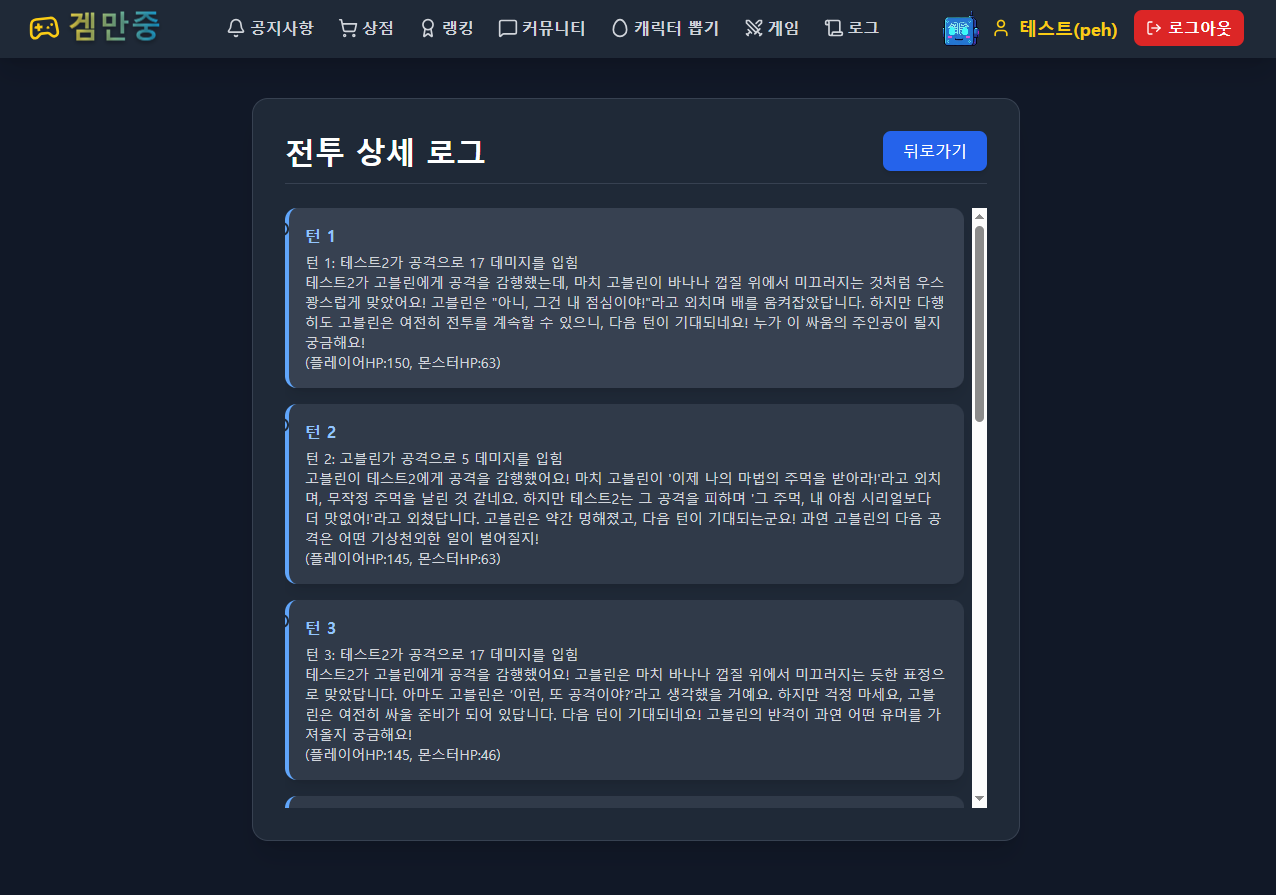 겜만중
공지사항
상점
랭킹
커뮤니티
캐릭터 뽑기
게임
로그
테스트(peh)
로그아웃
전투 상세 로그
뒤로가기
턴 1
턴 1: 테스트2가 공격으로 17 데미지를 입힘
테스트2가 고블린에게 공격을 감행했는데, 마치 고블린이 바나나 껍질 위에서 미끄러지는 것처럼 우스
꽝스럽게 맞았어요! 고블린은 "아니, 그건 내 점심이야!"라고 외치며 배를 움켜잡았답니다. 하지만 다행
히도 고블린은 여전히 전투를 계속할 수 있으니, 다음 턴이 기대되네요! 누가 이 싸움의 주인공이 될지
궁금해요!
(플레이어HP:150, 몬스터HP:63)
턴 2
턴 2: 고블린가 공격으로 5 데미지를 입힘
고블린이 테스트2에게 공격을 감행했어요! 마치 고블린이 '이제 나의 마법의 주먹을 받아라!'라고 외치
며, 무작정 주먹을 날린 것 같네요. 하지만 테스트2는 그 공격을 피하며 '그 주먹, 내 아침 시리얼보다
더 맛없어!'라고 외쳤답니다. 고블린은 약간 멍해졌고, 다음 턴이 기대되는군요! 과연 고블린의 다음 공
격은 어떤 기상천외한 일이 벌어질지!
(플레이어HP:145, 몬스터HP:63)
턴 3
턴 3: 테스트2가 공격으로 17 데미지를 입힘
테스트2가 고블린에게 공격을 감행했어요! 고블린은 마치 바나나 껍질 위에서 미끄러지는 듯한 표정으
로 맞았답니다. 아마도 고블린은 ‘이런, 또 공격이야?’라고 생각했을 거예요. 하지만 걱정 마세요, 고블
린은 여전히 싸울 준비가 되어 있답니다. 다음 턴이 기대되네요! 고블린의 반격이 과연 어떤 유머를 가
져올지 궁금해요!
(플레이어HP:145, 몬스터HP:46)